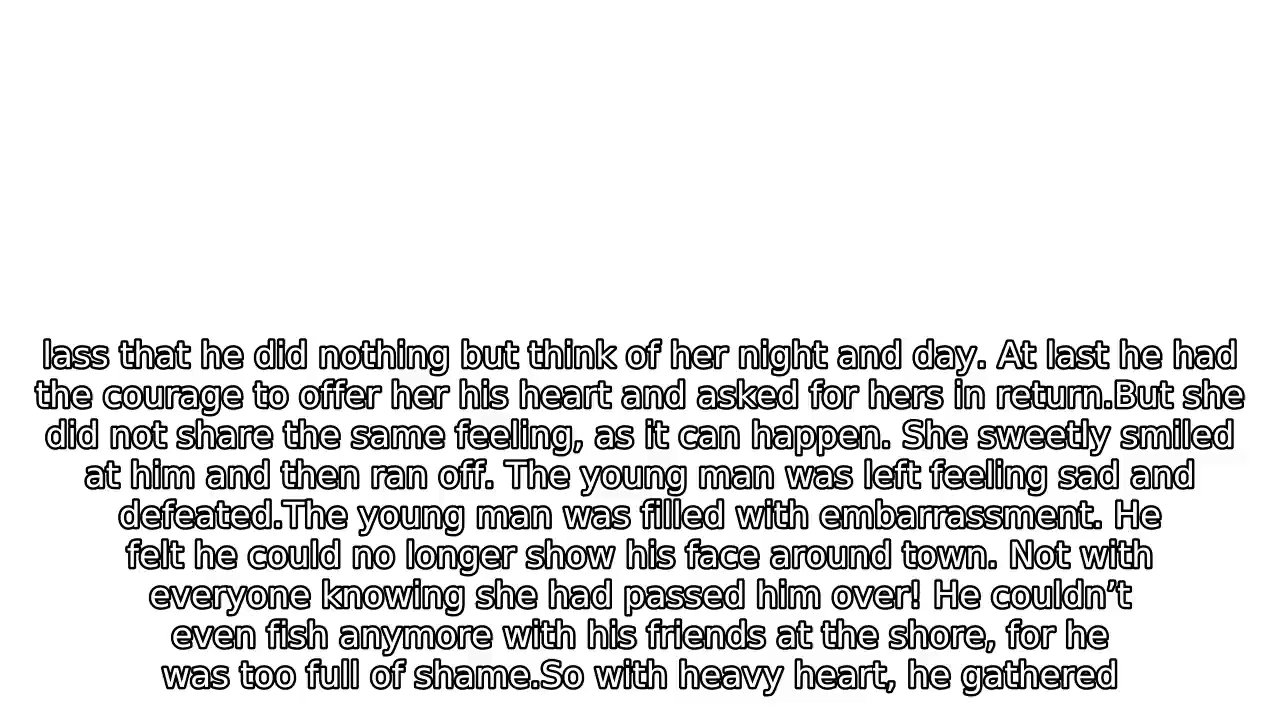 lass that he did nothing but think of her night and day. At last he had
the courage to offer her his heart and asked for hers in return.But she
did not share the same feeling, as it can happen. She sweetly smiled
at him and then ran off. The young man was left feeling sad and
defeated.The young man was filled with embarrassment. He
felt he could no longer show his face around town. Not with
everyone knowing she had passed him over! He couldn’t
even fish anymore with his friends at the shore, for he
was too full of shame.So with heavy heart, he gathered